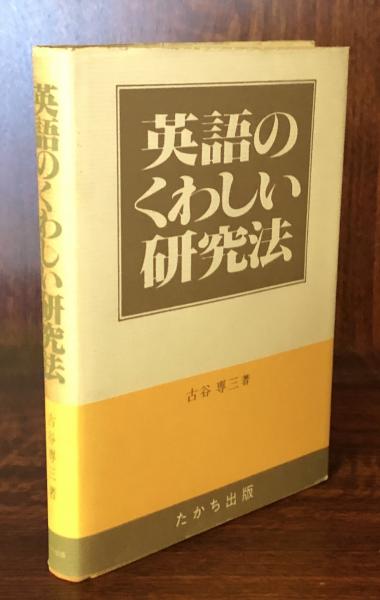 英語の
くわしい
研究法
古谷専三著
たかち出版
英語のくわしい研究法
古谷専三著